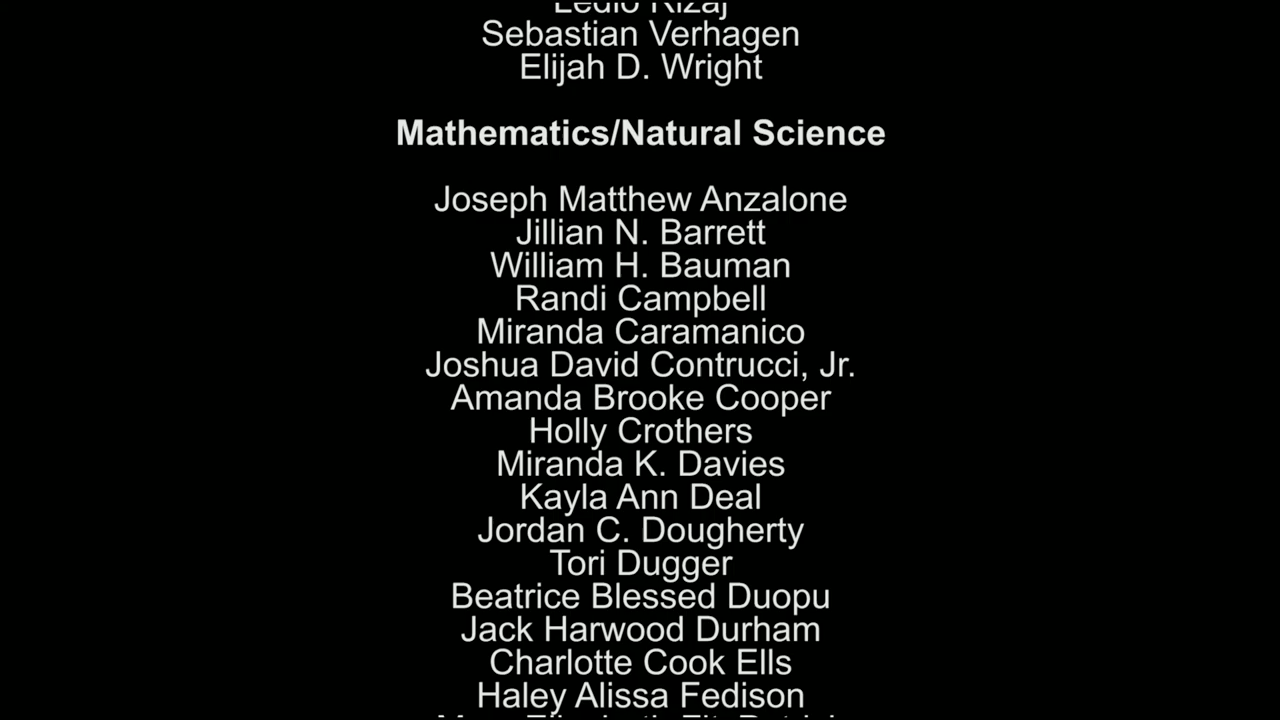 Sebastian Verhagen
Elijah D. Wright
Mathematics/Natural Science
Joseph Matthew Anzalone
Jillian N. Barrett
William H. Bauman
Randi Campbell
Miranda Caramanico
Joshua David Contrucci, Jr.
Amanda Brooke Cooper
Holly Crothers
Miranda K. Davies
Kayla Ann Deal
Jordan C. Dougherty
Tori Dugger
Beatrice Blessed Duopu
Jack Harwood Durham
Charlotte Cook Ells
Haley Alissa Fedison